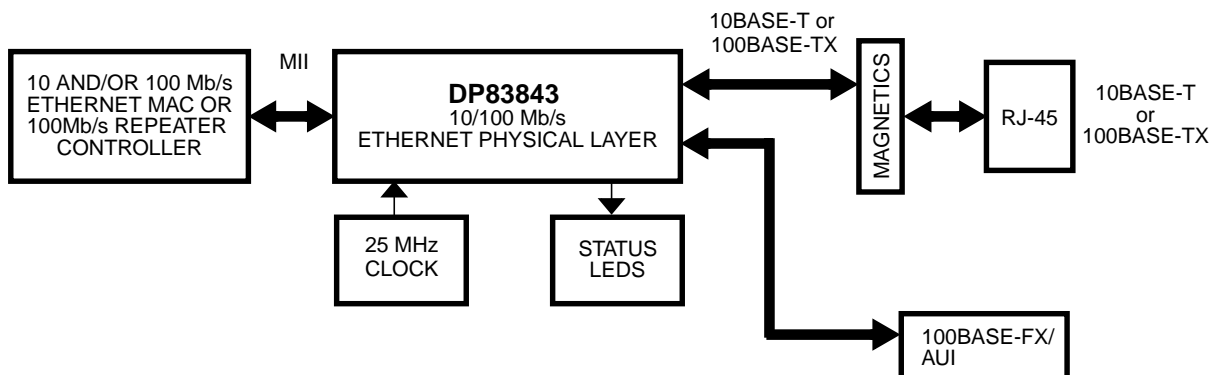 10 AND/OR 100 Mb/s
ETHERNET MAC OR
100Mb/s REPEATER
CONTROLLER
MII
DP83843
10/100 Mb/s
ETHERNET PHYSICAL LAYER
25 MHz
CLOCK
STATUS
LEDS
10BASE-T or
100BASE-TX
MAGNETICS
RJ-45
10BASE-T
or
100BASE-TX
100BASE-FX/
AUI